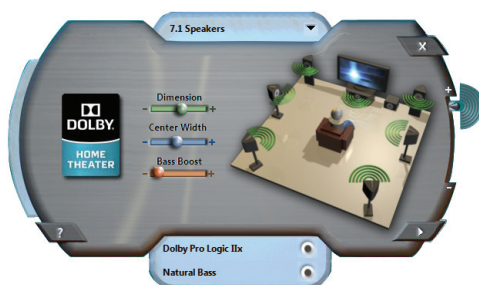 7.1 Speakers
X
Dimension
- +
DOLBY.
Center Width
- +
HOME
THEATER
Bass Boost
- +
+
-
?
Dolby Pro Logic IIx
Natural Bass